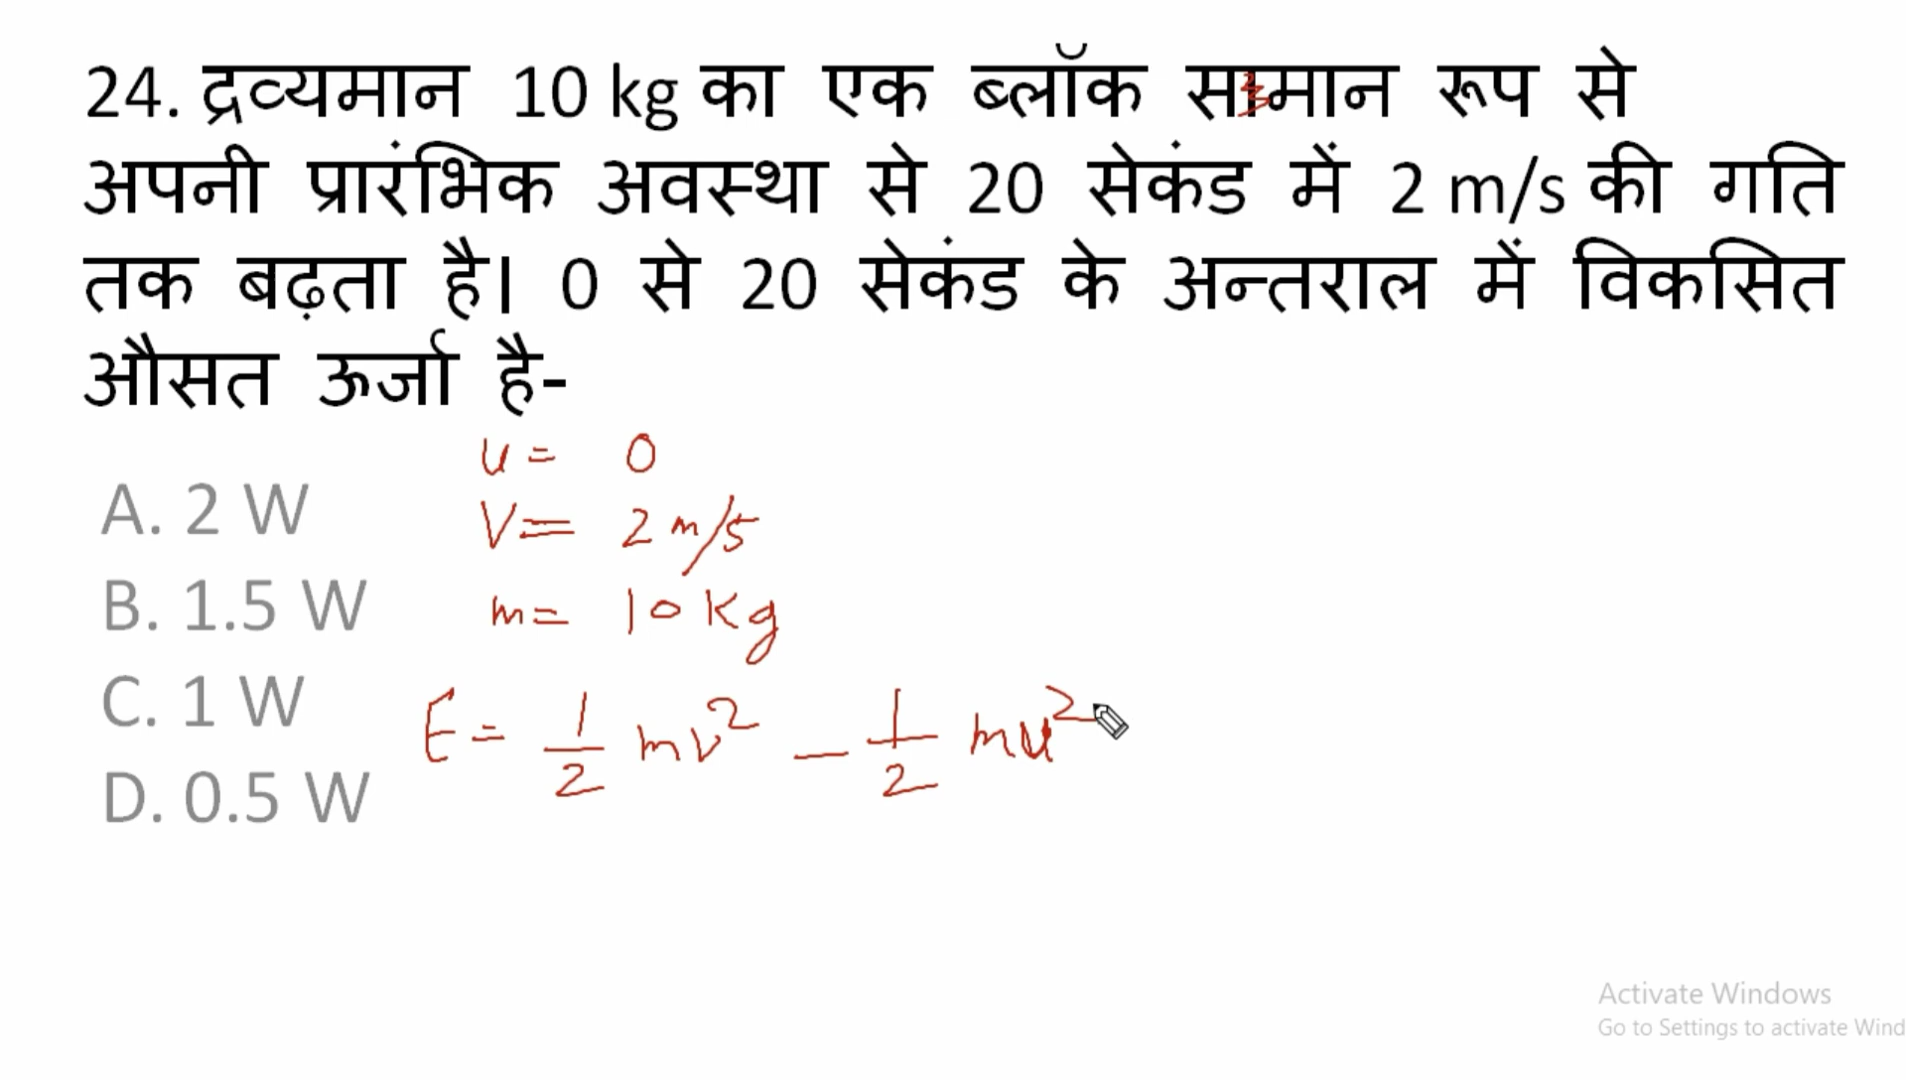 24. द्रव्यमान 10 kg का एक ब्लॉक सामान रूप से
अपनी प्रारंभिक अवस्था से 20 सेकंड में 2 m/s की गति
तक बढ़ता है। 0 से 20 सेकंड के अन्तराल में विकसित
औसत ऊर्जा है-
A. 2 W
B. 1.5 W
C. 1 W
D. 0.5 W
u = 0
V = 2 m/s
m = 10 kg
E = 1/2 mv² - 1/2 mu²
Activate Windows
Go to Settings to activate Wind